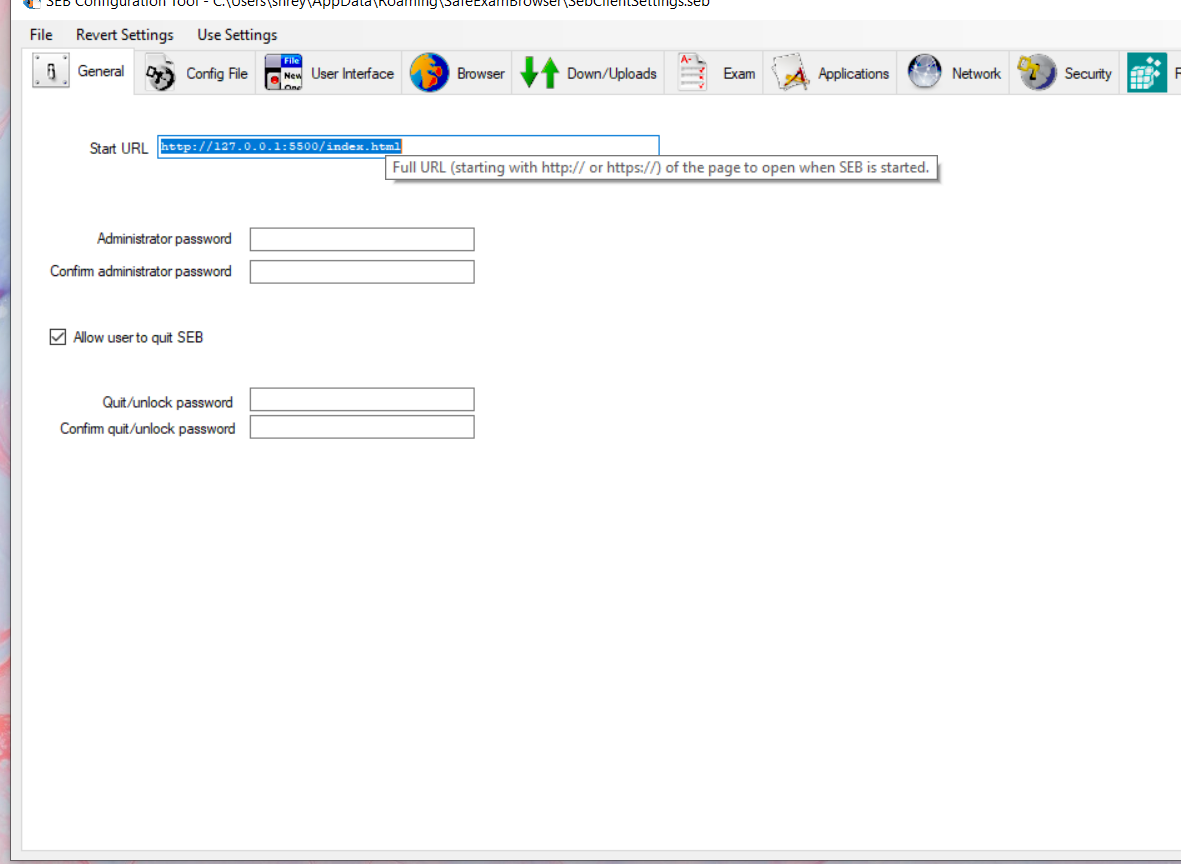 SEB Configuration Tool - C:\Users\shrey\AppData\Roaming\SafeExamBrowser\SebClientSettings.seb
File Revert Settings Use Settings
General Config File User Interface Browser Down/Uploads Exam Applications Network Security
Start URL http://127.0.0.1:5500/index.html
Full URL (starting with http:// or https://) of the page to open when SEB is started.
Administrator password
Confirm administrator password
Allow user to quit SEB
Quit/unlock password
Confirm quit/unlock password